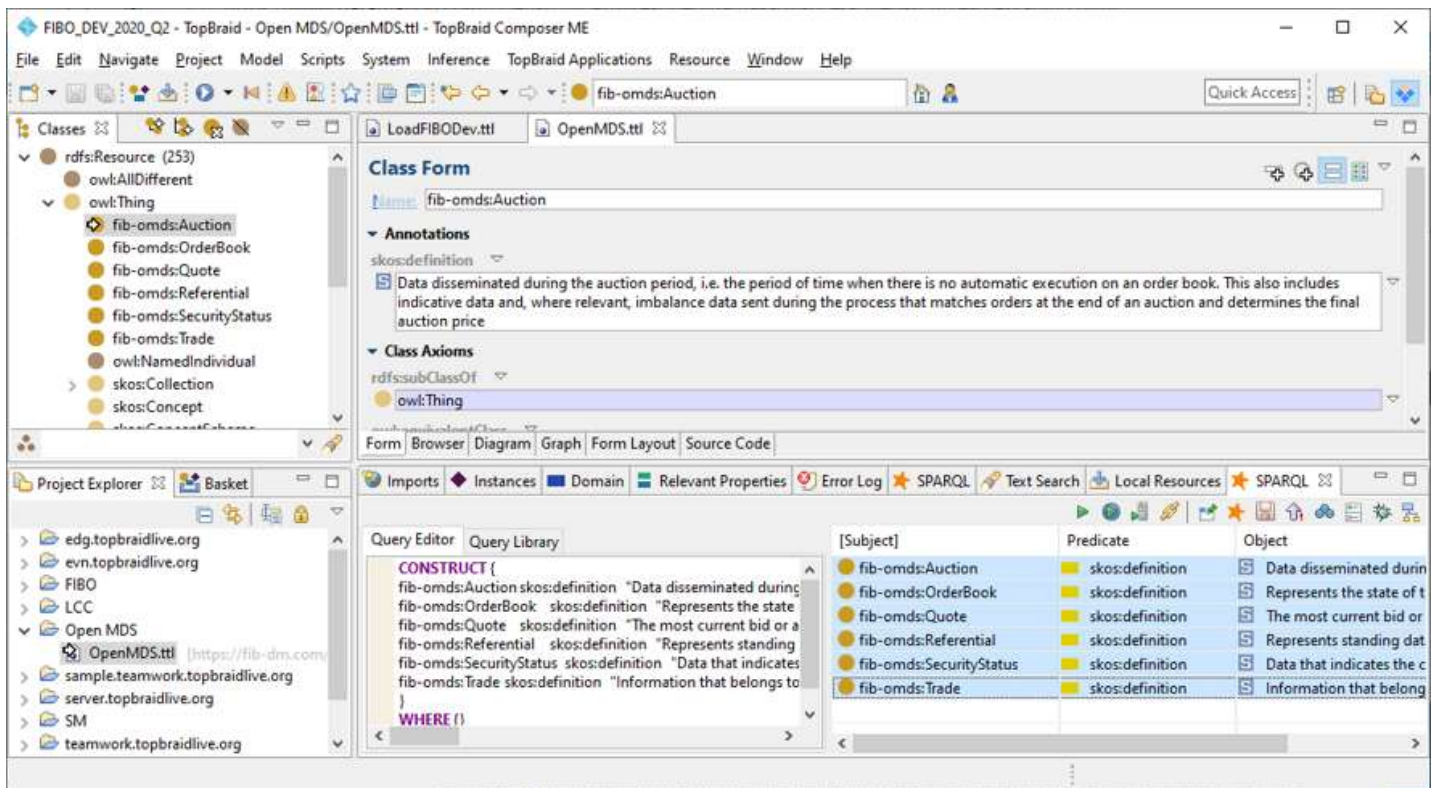 FIBO_DEV_2020_Q2 - TopBraid - Open MDS/OpenMDS.ttl - TopBraid Composer ME
File Edit Navigate Project Model Scripts System Inference TopBraid Applications Resource Window Help
fib-omds:Auction
Quick Access
Classes
rdfs:Resource (253)
owl:AllDifferent
owl:Thing
fib-omds:Auction
fib-omds:OrderBook
fib-omds:Quote
fib-omds:Referential
fib-omds:SecurityStatus
fib-omds:Trade
owl:NamedIndividual
skos:Collection
skos:Concept
LoadFIBODev.ttl OpenMDS.ttl
Class Form
Name: fib-omds:Auction
Annotations
skos:definition
Data disseminated during the auction period, i.e. the period of time when there is no automatic execution on an order book. This also includes
indicative data and, where relevant, imbalance data sent during the process that matches orders at the end of an auction and determines the final
auction price
Class Axioms
rdfs:subClassOf
owl:Thing
Form Browser Diagram Graph Form Layout Source Code
Project Explorer Basket
edg.topbraidlive.org
evn.topbraidlive.org
FIBO
LCC
Open MDS
OpenMDS.ttl [https://fib-dm.com/
sample.teamwork.topbraidlive.org
server.topbraidlive.org
SM
teamwork.topbraidlive.org
Imports Instances Domain Relevant Properties Error Log SPARQL Text Search Local Resources SPARQL
Query Editor Query Library
CONSTRUCT {
fib-omds:Auction skos:definition "Data disseminated during
fib-omds:OrderBook skos:definition "Represents the state
fib-omds:Quote skos:definition "The most current bid or a
fib-omds:Referential skos:definition "Represents standing
fib-omds:SecurityStatus skos:definition "Data that indicates
fib-omds:Trade skos:definition "Information that belongs to
}
WHERE {}
[Subject] Predicate Object
fib-omds:Auction skos:definition Data disseminated durin
fib-omds:OrderBook skos:definition Represents the state of t
fib-omds:Quote skos:definition The most current bid or
fib-omds:Referential skos:definition Represents standing dat
fib-omds:SecurityStatus skos:definition Data that indicates the c
fib-omds:Trade skos:definition Information that belong